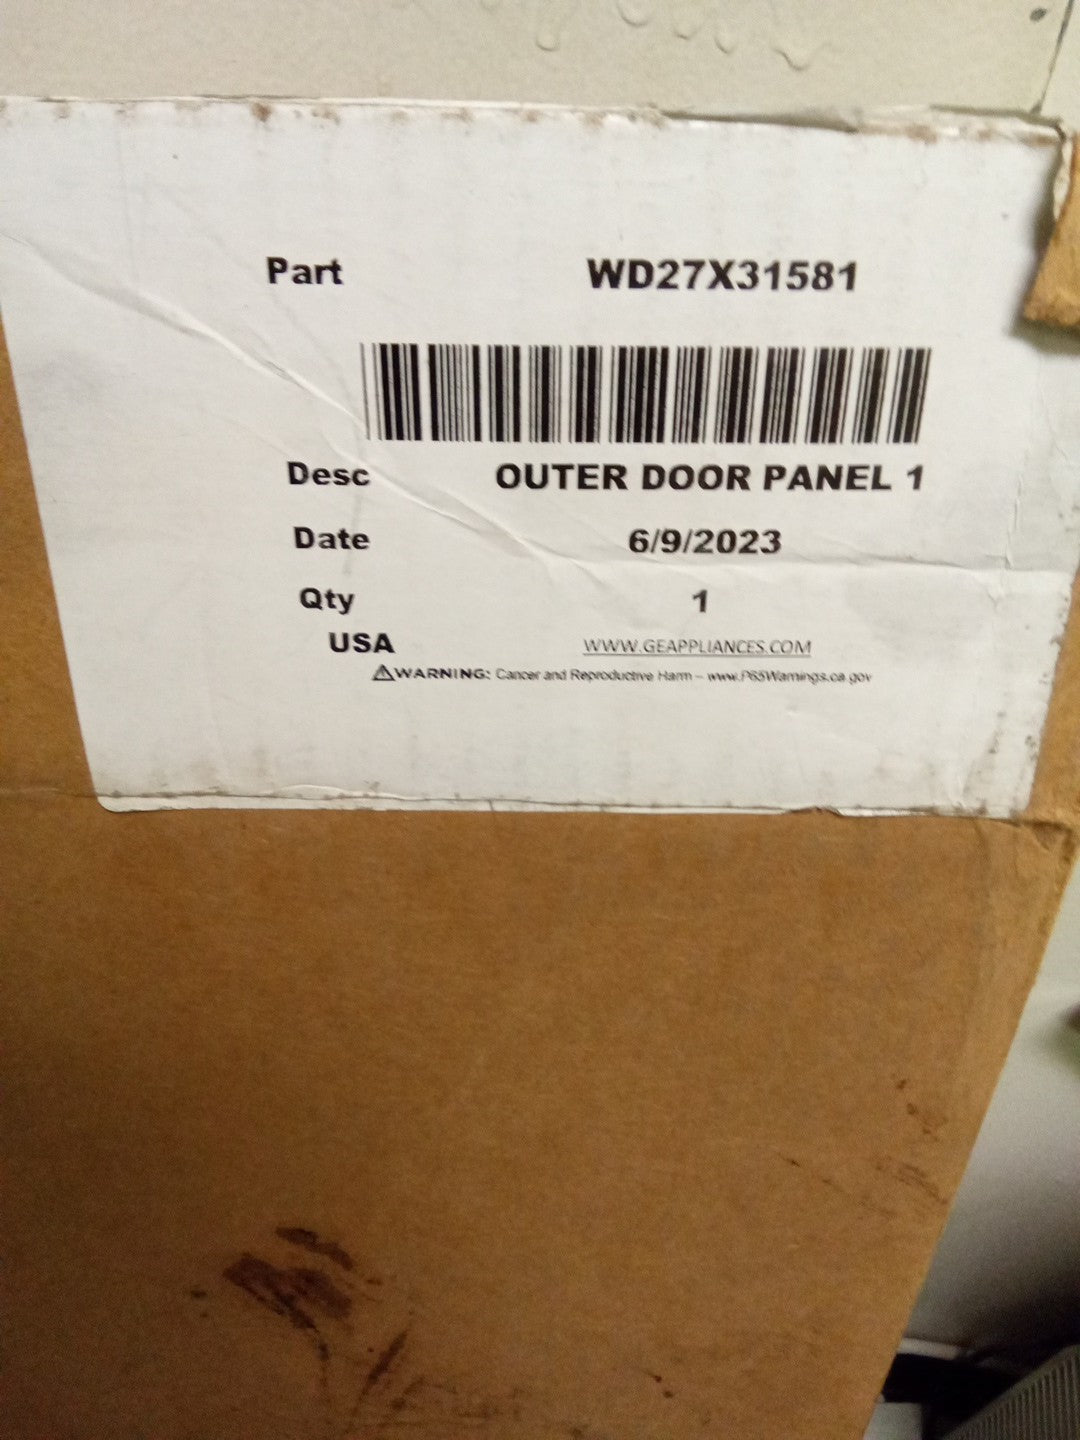 Part WD27X31581
Desc OUTER DOOR PANEL 1
Date 6/9/2023
Qty 1
USA WWW.GEAPPLIANCES.COM
⚠WARNING: Cancer and Reproductive Harm – www.P65Warnings.ca.gov